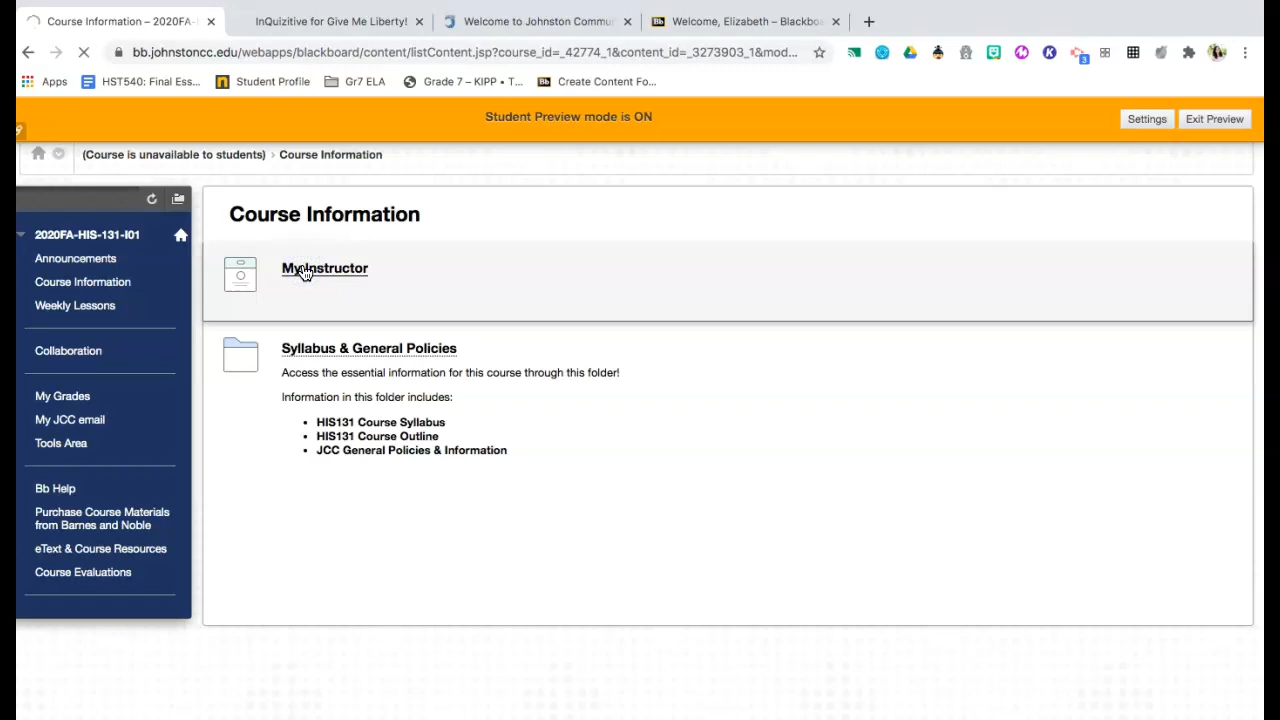 Course Information – 2020FA-
InQuizitive for Give Me Liberty!
Welcome to Johnston Commun
Bb Welcome, Elizabeth – Blackboa
bb.johnstoncc.edu/webapps/blackboard/content/listContent.jsp?course_id=_42774_1&content_id=_3273903_1&mod...
3
Apps
HST540: Final Ess...
Student Profile
Gr7 ELA
Grade 7 – KIPP • T...
Bb Create Content Fo...
Student Preview mode is ON
Settings
Exit Preview
(Course is unavailable to students) › Course Information
2020FA-HIS-131-I01
Announcements
Course Information
Weekly Lessons
Collaboration
My Grades
My JCC email
Tools Area
Bb Help
Purchase Course Materials
from Barnes and Noble
eText & Course Resources
Course Evaluations
Course Information
My Instructor
Syllabus & General Policies
Access the essential information for this course through this folder!
Information in this folder includes:
• HIS131 Course Syllabus
• HIS131 Course Outline
• JCC General Policies & Information